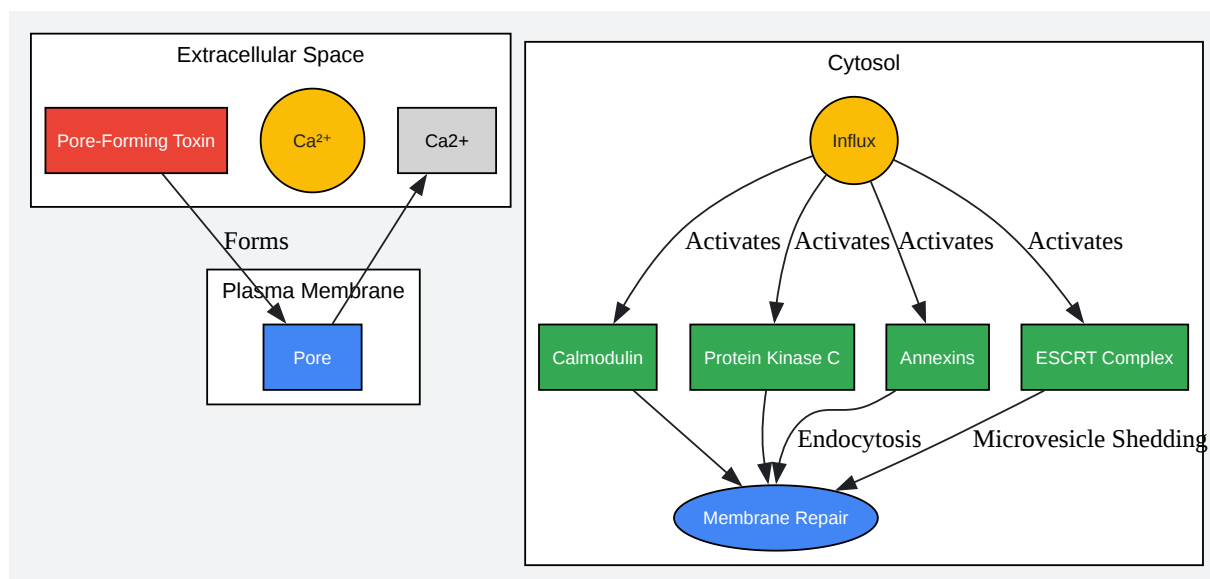 Extracellular Space
Pore-Forming Toxin
Ca²⁺
Ca2+
Forms
Plasma Membrane
Pore
Cytosol
Influx
Activates
Activates
Activates
Activates
Calmodulin
Protein Kinase C
Annexins
ESCRT Complex
Endocytosis
Microvesicle Shedding
Membrane Repair